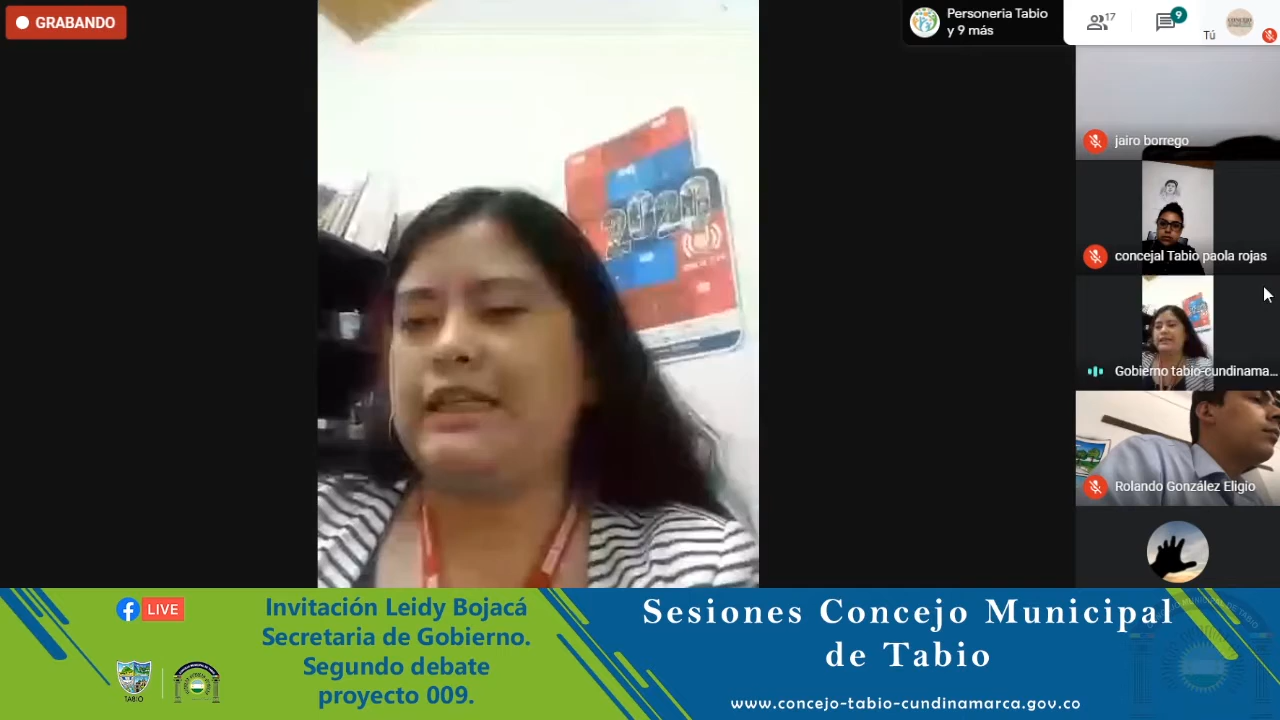 GRABANDO
Personeria Tabio
y 9 más
17
9
Tú
jairo borrego
2020
concejal Tabio paola rojas
Gobierno tabio-cundinama...
Rolando González Eligio
LIVE
TABIO
Invitación Leidy Bojacá
Secretaria de Gobierno.
Segundo debate
proyecto 009.
Sesiones Concejo Municipal
de Tabio
www.concejo-tabio-cundinamarca.gov.co